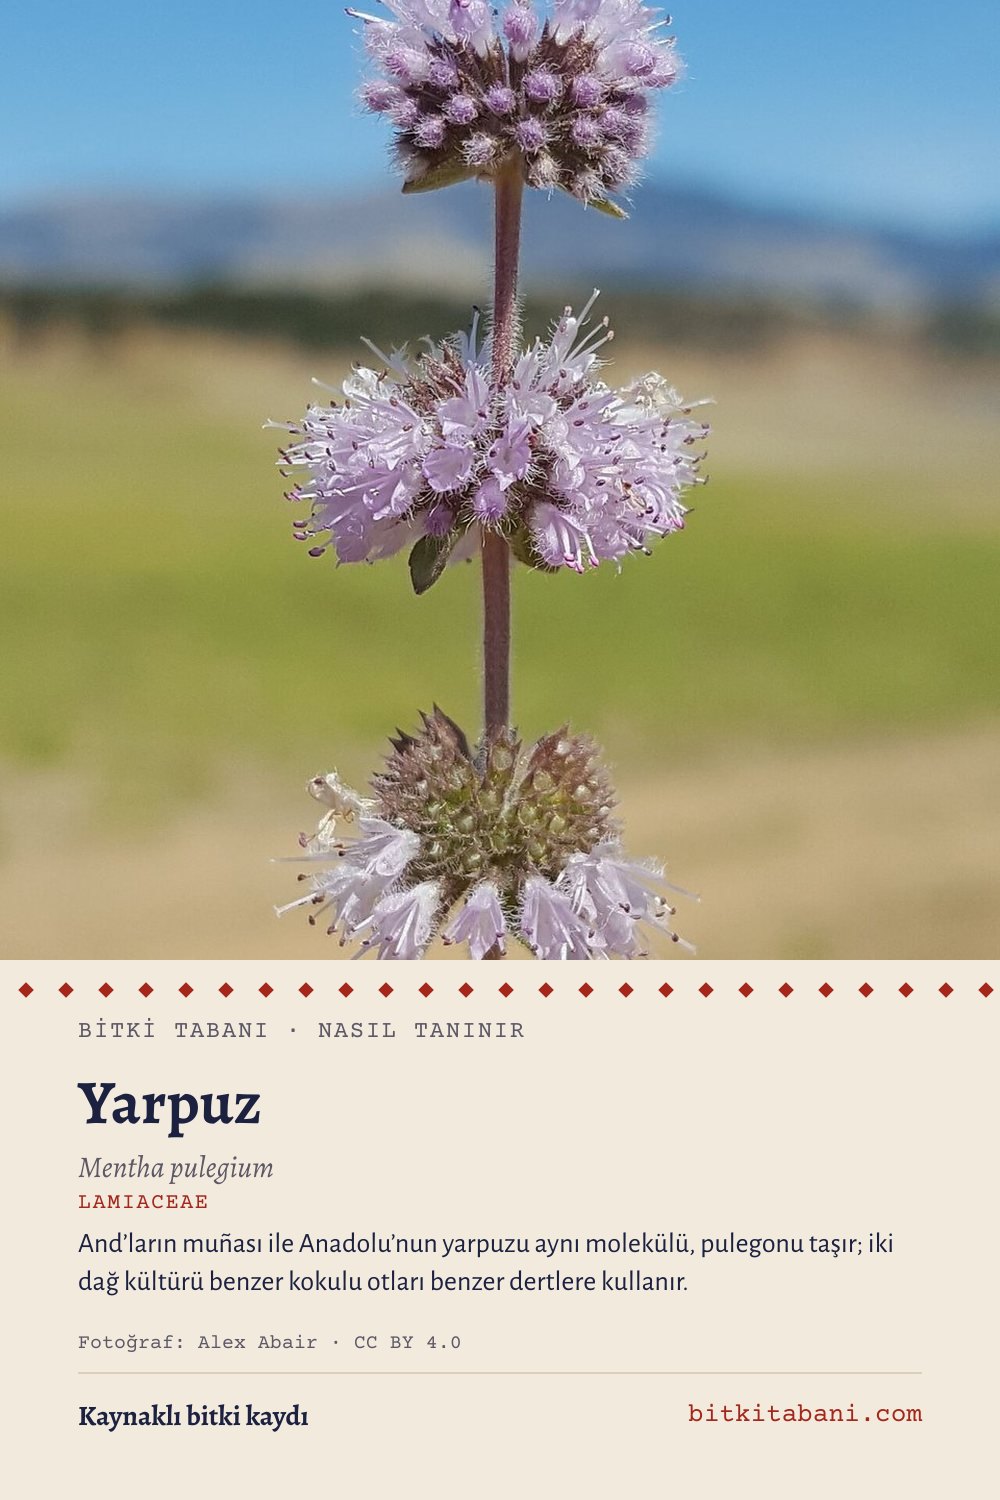 BİTKİ TABANI · NASIL TANINIR
Yarpuz
Mentha pulegium
LAMIACEAE
And’ların muñası ile Anadolu’nun yarpuzu aynı molekülü, pulegonu taşır; iki
dağ kültürü benzer kokulu otları benzer dertlere kullanır.
Fotoğraf: Alex Abair · CC BY 4.0
Kaynaklı bitki kaydı
bitkitabani.com